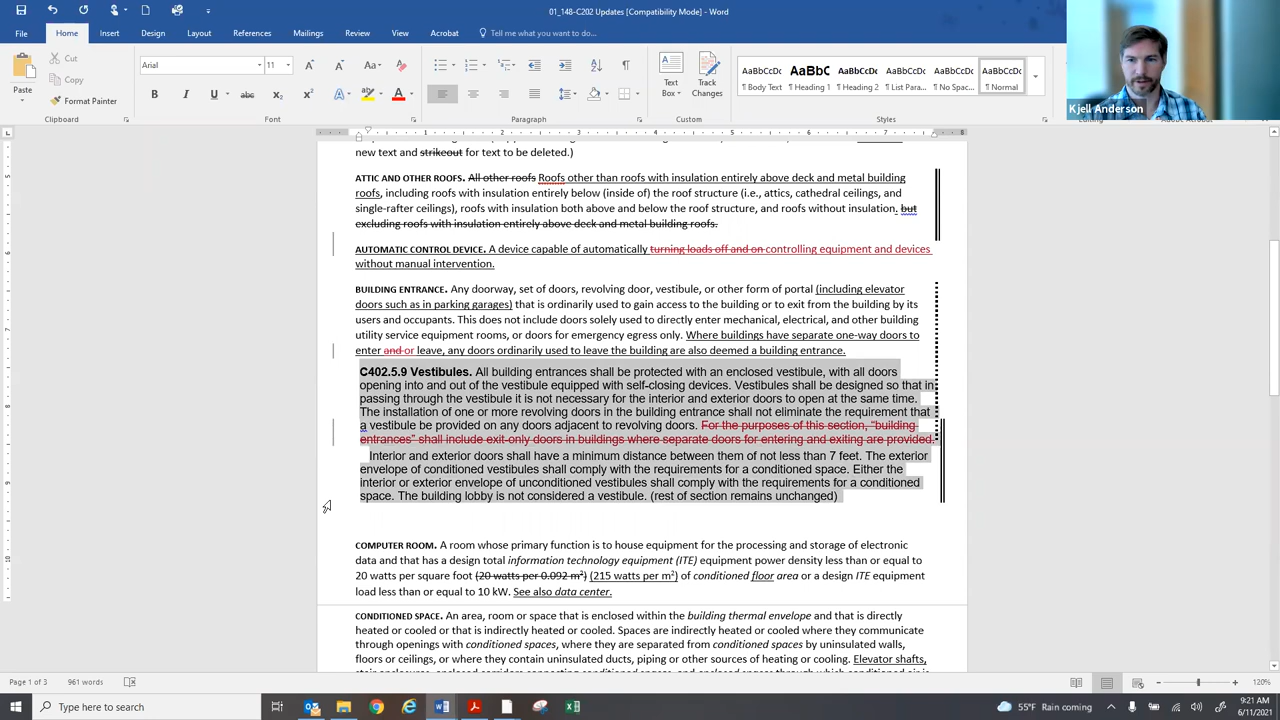 01_148-C202 Updates [Compatibility Mode] - Word
File Home Insert Design Layout References Mailings Review View Acrobat Tell me what you want to do...
Kjell Anderson
Paste Cut Copy Format Painter
Arial 11
Text Box Track Changes
AaBbCcDc AaBbC AaBbCcDc AaBbCcDc AaBbCcDc AaBbCcDc
¶ Body Text ¶ Heading 1 ¶ Heading 2 ¶ List Para... ¶ No Spac... ¶ Normal
Clipboard Font Paragraph Custom Styles
new text and strikeout for text to be deleted.)
ATTIC AND OTHER ROOFS. All other roofs Roofs other than roofs with insulation entirely above deck and metal building
roofs, including roofs with insulation entirely below (inside of) the roof structure (i.e., attics, cathedral ceilings, and
single-rafter ceilings), roofs with insulation both above and below the roof structure, and roofs without insulation. but
excluding roofs with insulation entirely above deck and metal building roofs.
AUTOMATIC CONTROL DEVICE. A device capable of automatically turning loads off and on controlling equipment and devices
without manual intervention.
BUILDING ENTRANCE. Any doorway, set of doors, revolving door, vestibule, or other form of portal (including elevator
doors such as in parking garages) that is ordinarily used to gain access to the building or to exit from the building by its
users and occupants. This does not include doors solely used to directly enter mechanical, electrical, and other building
utility service equipment rooms, or doors for emergency egress only. Where buildings have separate one-way doors to
enter and or leave, any doors ordinarily used to leave the building are also deemed a building entrance.
C402.5.9 Vestibules. All building entrances shall be protected with an enclosed vestibule, with all doors
opening into and out of the vestibule equipped with self-closing devices. Vestibules shall be designed so that in
passing through the vestibule it is not necessary for the interior and exterior doors to open at the same time.
The installation of one or more revolving doors in the building entrance shall not eliminate the requirement that
a vestibule be provided on any doors adjacent to revolving doors. For the purposes of this section, "building
entrances" shall include exit-only doors in buildings where separate doors for entering and exiting are provided.
Interior and exterior doors shall have a minimum distance between them of not less than 7 feet. The exterior
envelope of conditioned vestibules shall comply with the requirements for a conditioned space. Either the
interior or exterior envelope of unconditioned vestibules shall comply with the requirements for a conditioned
space. The building lobby is not considered a vestibule. (rest of section remains unchanged)
COMPUTER ROOM. A room whose primary function is to house equipment for the processing and storage of electronic
data and that has a design total information technology equipment (ITE) equipment power density less than or equal to
20 watts per square foot (20 watts per 0.092 m²) (215 watts per m²) of conditioned floor area or a design ITE equipment
load less than or equal to 10 kW. See also data center.
CONDITIONED SPACE. An area, room or space that is enclosed within the building thermal envelope and that is directly
heated or cooled or that is indirectly heated or cooled. Spaces are indirectly heated or cooled where they communicate
through openings with conditioned spaces, where they are separated from conditioned spaces by uninsulated walls,
floors or ceilings, or where they contain uninsulated ducts, piping or other sources of heating or cooling. Elevator shafts,
Page 1 of 3 961 words 120%
Type here to search 55°F Rain showers 9:21 AM
6/11/2021